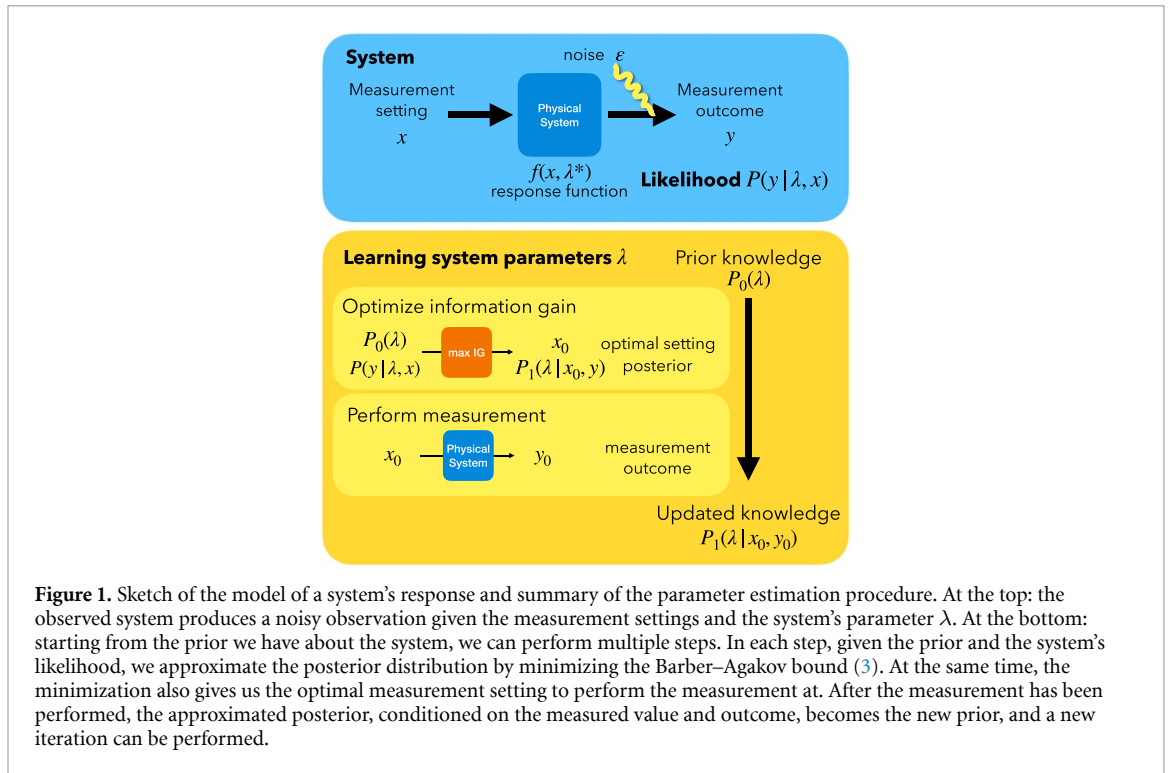 System
noise ε
Measurement setting x
Physical System
Measurement outcome y
f(x, λ*)
response function
Likelihood P(y | λ, x)
Learning system parameters λ
Prior knowledge
P₀(λ)
Optimize information gain
P₀(λ)
P(y | λ, x)
max IG
x₀ optimal setting
P₁(λ | x₀, y) posterior
Perform measurement
x₀
Physical System
y₀
measurement outcome
Updated knowledge
P₁(λ | x₀, y₀)
Figure 1. Sketch of the model of a system's response and summary of the parameter estimation procedure. At the top: the
observed system produces a noisy observation given the measurement settings and the system's parameter λ. At the bottom:
starting from the prior we have about the system, we can perform multiple steps. In each step, given the prior and the system's
likelihood, we approximate the posterior distribution by minimizing the Barber–Agakov bound (3). At the same time, the
minimization also gives us the optimal measurement setting to perform the measurement at. After the measurement has been
performed, the approximated posterior, conditioned on the measured value and outcome, becomes the new prior, and a new
iteration can be performed.